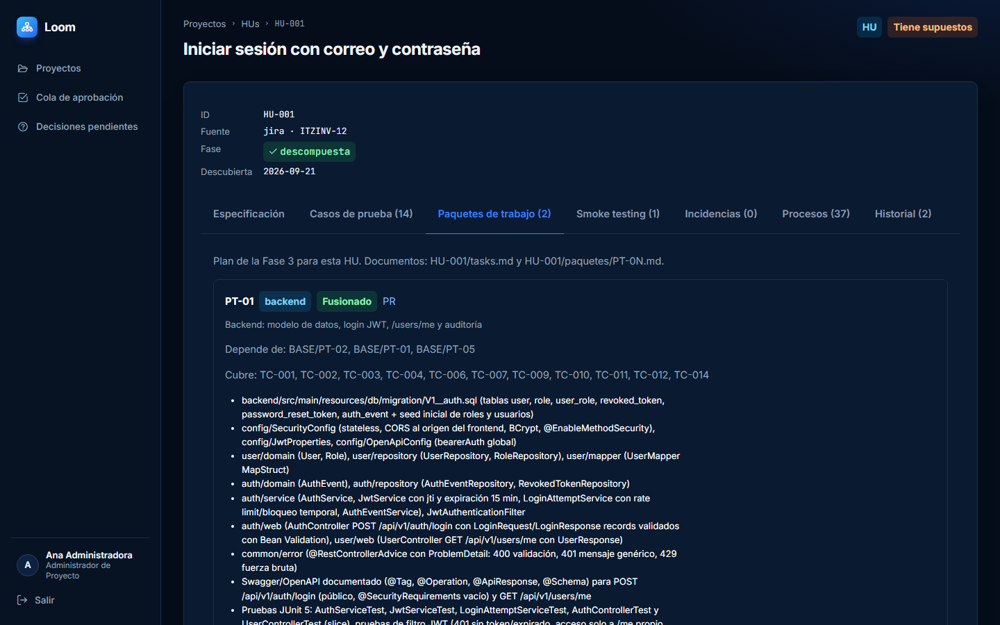 Loom
Proyectos
Cola de aprobación
Decisiones pendientes
A
Ana Administradora
Administrador de
Proyecto
Salir
Proyectos › HUs › HU-001
Iniciar sesión con correo y contraseña
HU
Tiene supuestos
ID HU-001
Fuente jira · ITZINV-12
Fase descompuesta
Descubierta 2026-09-21
Especificación
Casos de prueba (14)
Paquetes de trabajo (2)
Smoke testing (1)
Incidencias (0)
Procesos (37)
Historial (2)
Plan de la Fase 3 para esta HU. Documentos: HU-001/tasks.md y HU-001/paquetes/PT-0N.md.
PT-01 backend Fusionado PR
Backend: modelo de datos, login JWT, /users/me y auditoría
Depende de: BASE/PT-02, BASE/PT-01, BASE/PT-05
Cubre: TC-001, TC-002, TC-003, TC-004, TC-006, TC-007, TC-009, TC-010, TC-011, TC-012, TC-014
• backend/src/main/resources/db/migration/V1__auth.sql (tablas user, role, user_role, revoked_token,
password_reset_token, auth_event + seed inicial de roles y usuarios)
• config/SecurityConfig (stateless, CORS al origen del frontend, BCrypt, @EnableMethodSecurity),
config/JwtProperties, config/OpenApiConfig (bearerAuth global)
• user/domain (User, Role), user/repository (UserRepository, RoleRepository), user/mapper (UserMapper
MapStruct)
• auth/domain (AuthEvent), auth/repository (AuthEventRepository, RevokedTokenRepository)
• auth/service (AuthService, JwtService con jti y expiración 15 min, LoginAttemptService con rate
limit/bloqueo temporal, AuthEventService), JwtAuthenticationFilter
• auth/web (AuthController POST /api/v1/auth/login con LoginRequest/LoginResponse records validados
con Bean Validation), user/web (UserController GET /api/v1/users/me con UserResponse)
• common/error (@RestControllerAdvice con ProblemDetail: 400 validación, 401 mensaje genérico, 429
fuerza bruta)
• Swagger/OpenAPI documentado (@Tag, @Operation, @ApiResponse, @Schema) para POST
/api/v1/auth/login (público, @SecurityRequirements vacío) y GET /api/v1/users/me
• Pruebas JUnit 5: AuthServiceTest, JwtServiceTest, LoginAttemptServiceTest, AuthControllerTest y
UserControllerTest (slice), pruebas de filtro JWT (401 sin token/expirado, acceso solo a /me propio